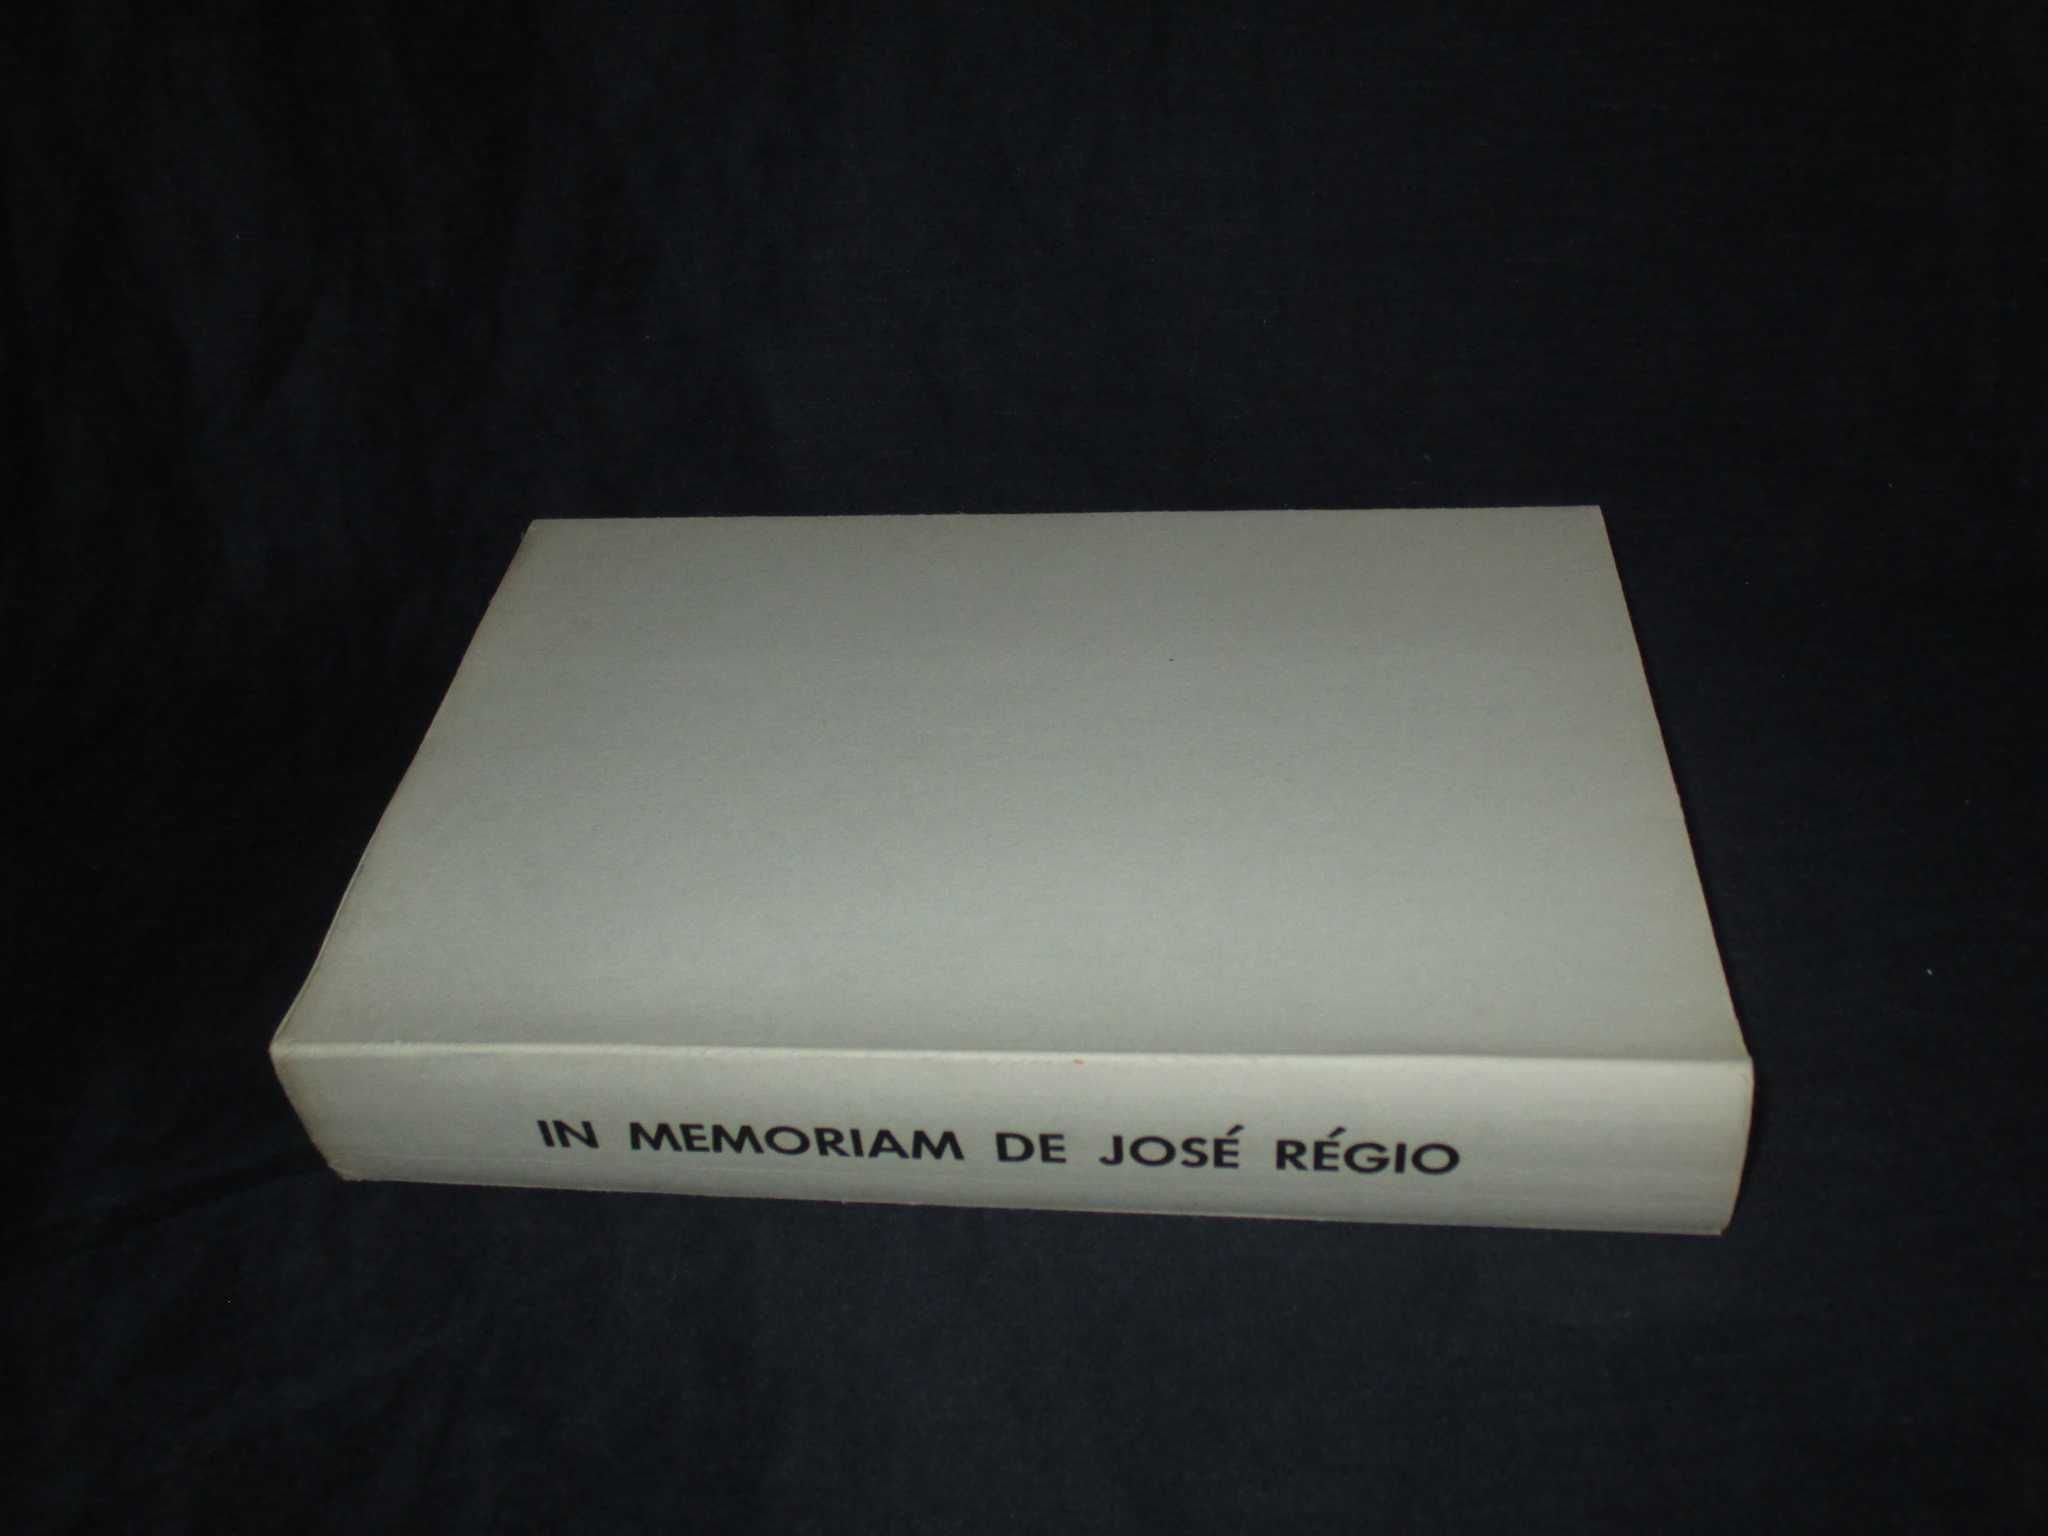 IN MEMORIAM DE JOSÉ RÉGIO